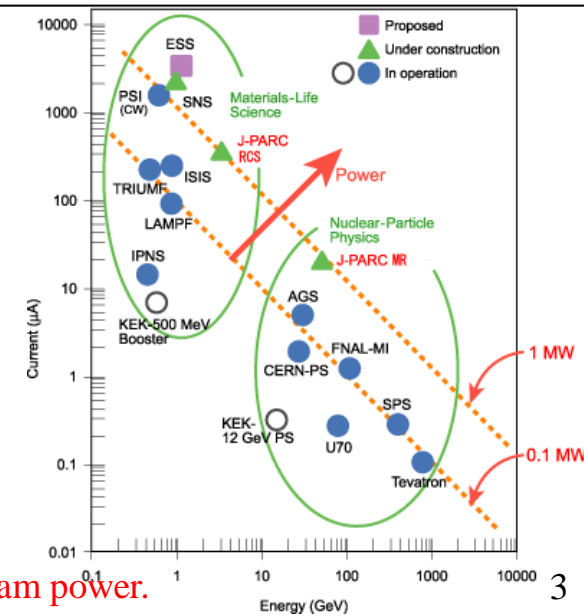 10000
1000
100
10
1
0.1
0.01
Current (μA)
Proposed
Under construction
In operation
ESS
PSI
(CW)
SNS
Materials-Life
Science
J-PARC
RCS
Power
TRIUMF
ISIS
LAMPF
Nuclear-Particle
Physics
J-PARC MR
IPNS
KEK-500 MeV
Booster
AGS
FNAL-MI
CERN-PS
1 MW
KEK-
12 GeV PS
SPS
U70
0.1 MW
Tevatron
0.1 1 10 100 1000 10000
am power.
Energy (GeV)
3